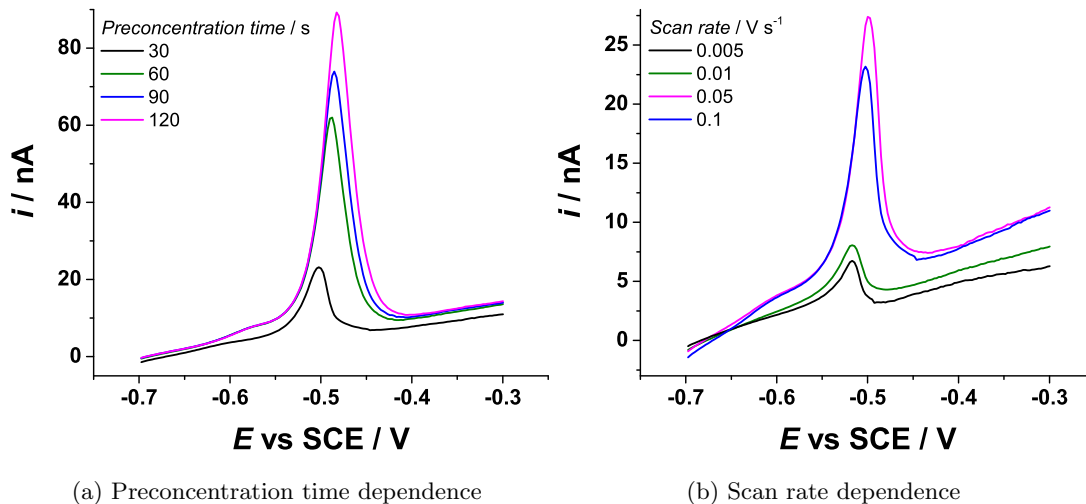 Preconcentration time / s
30
60
90
120
80
60
40
20
0
i / nA
-0.7 -0.6 -0.5 -0.4 -0.3
E vs SCE / V
(a) Preconcentration time dependence
Scan rate / V s⁻¹
0.005
0.01
0.05
0.1
25
20
15
10
5
0
i / nA
-0.7 -0.6 -0.5 -0.4 -0.3
E vs SCE / V
(b) Scan rate dependence